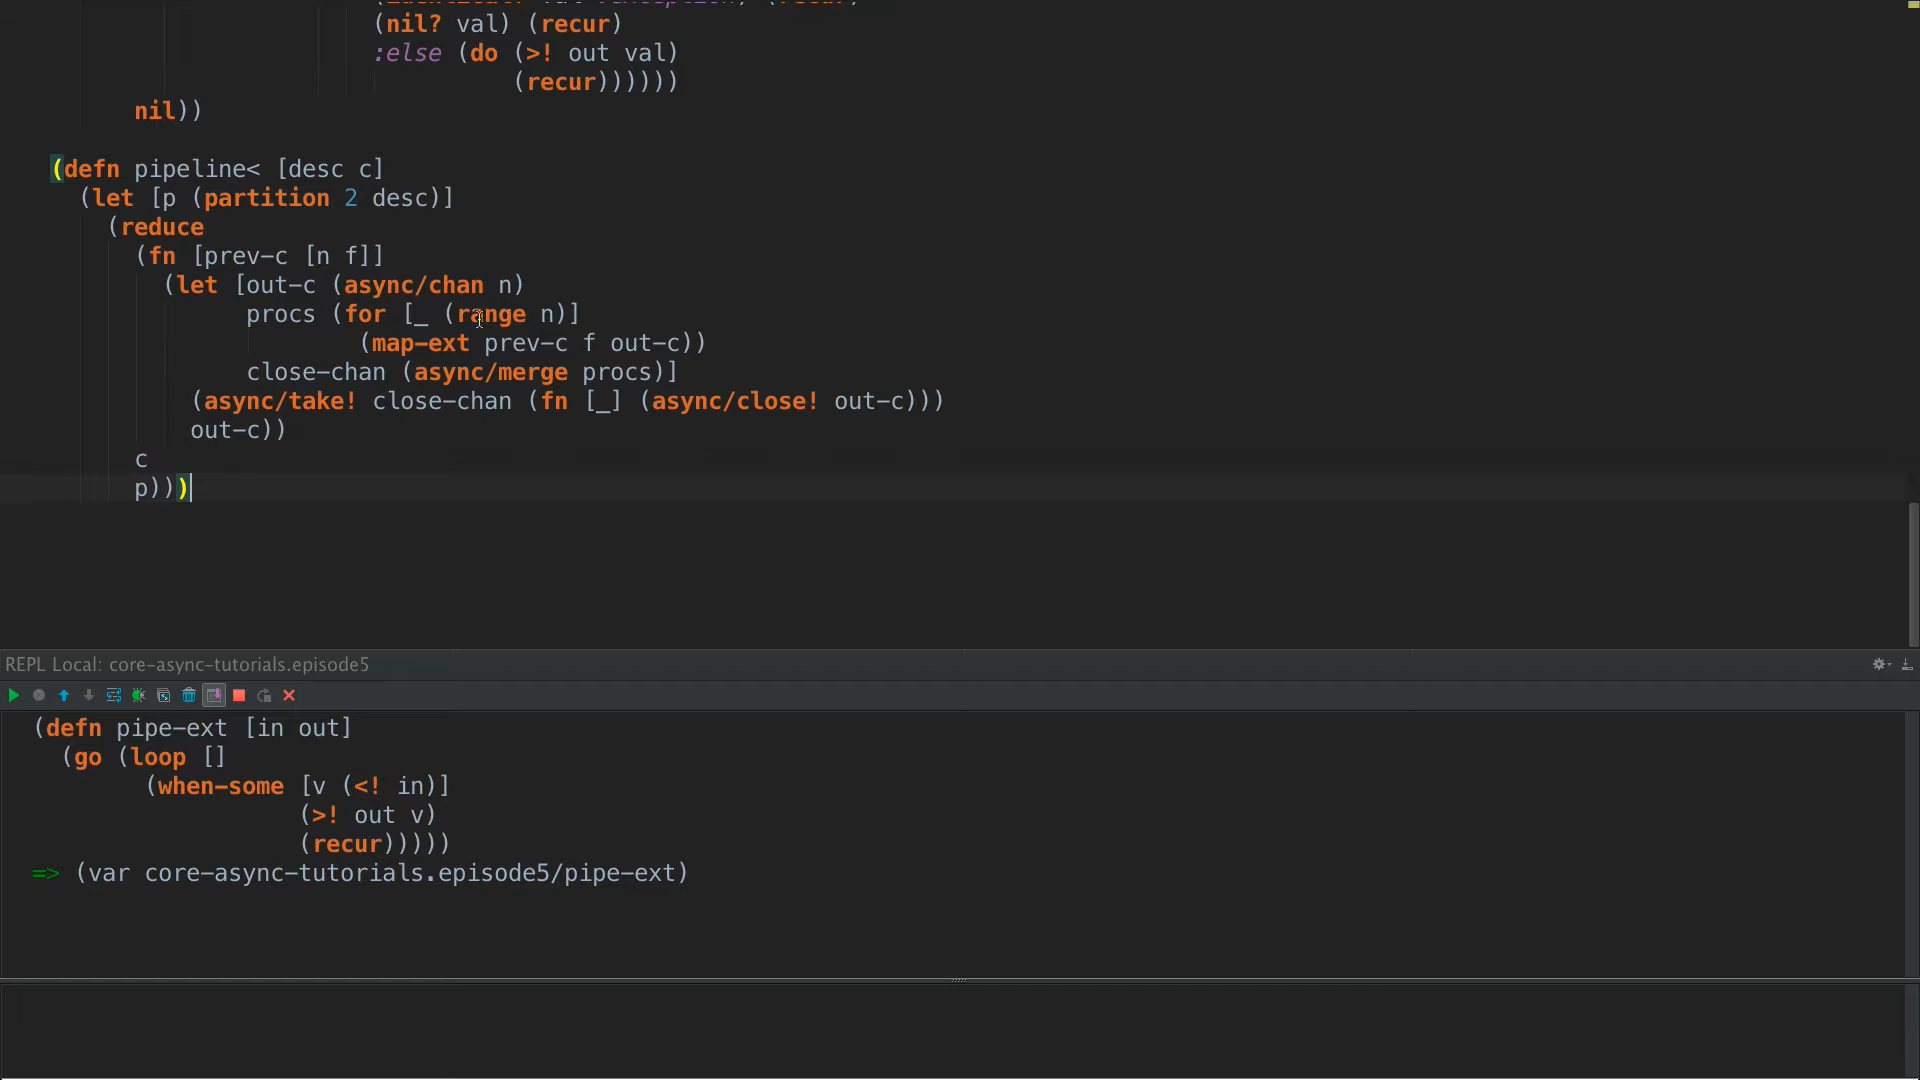 (nil? val) (recur)
:else (do (>! out val)
(recur))))))
nil))
(defn pipeline< [desc c]
(let [p (partition 2 desc)]
(reduce
(fn [prev-c [n f]]
(let [out-c (async/chan n)
procs (for [_ (range n)]
(map-ext prev-c f out-c))
close-chan (async/merge procs)]
(async/take! close-chan (fn [_] (async/close! out-c)))
out-c))
c
p)))
REPL Local: core-async-tutorials.episode5
(defn pipe-ext [in out]
(go (loop []
(when-some [v (<! in)]
(>! out v)
(recur)))))
=> (var core-async-tutorials.episode5/pipe-ext)